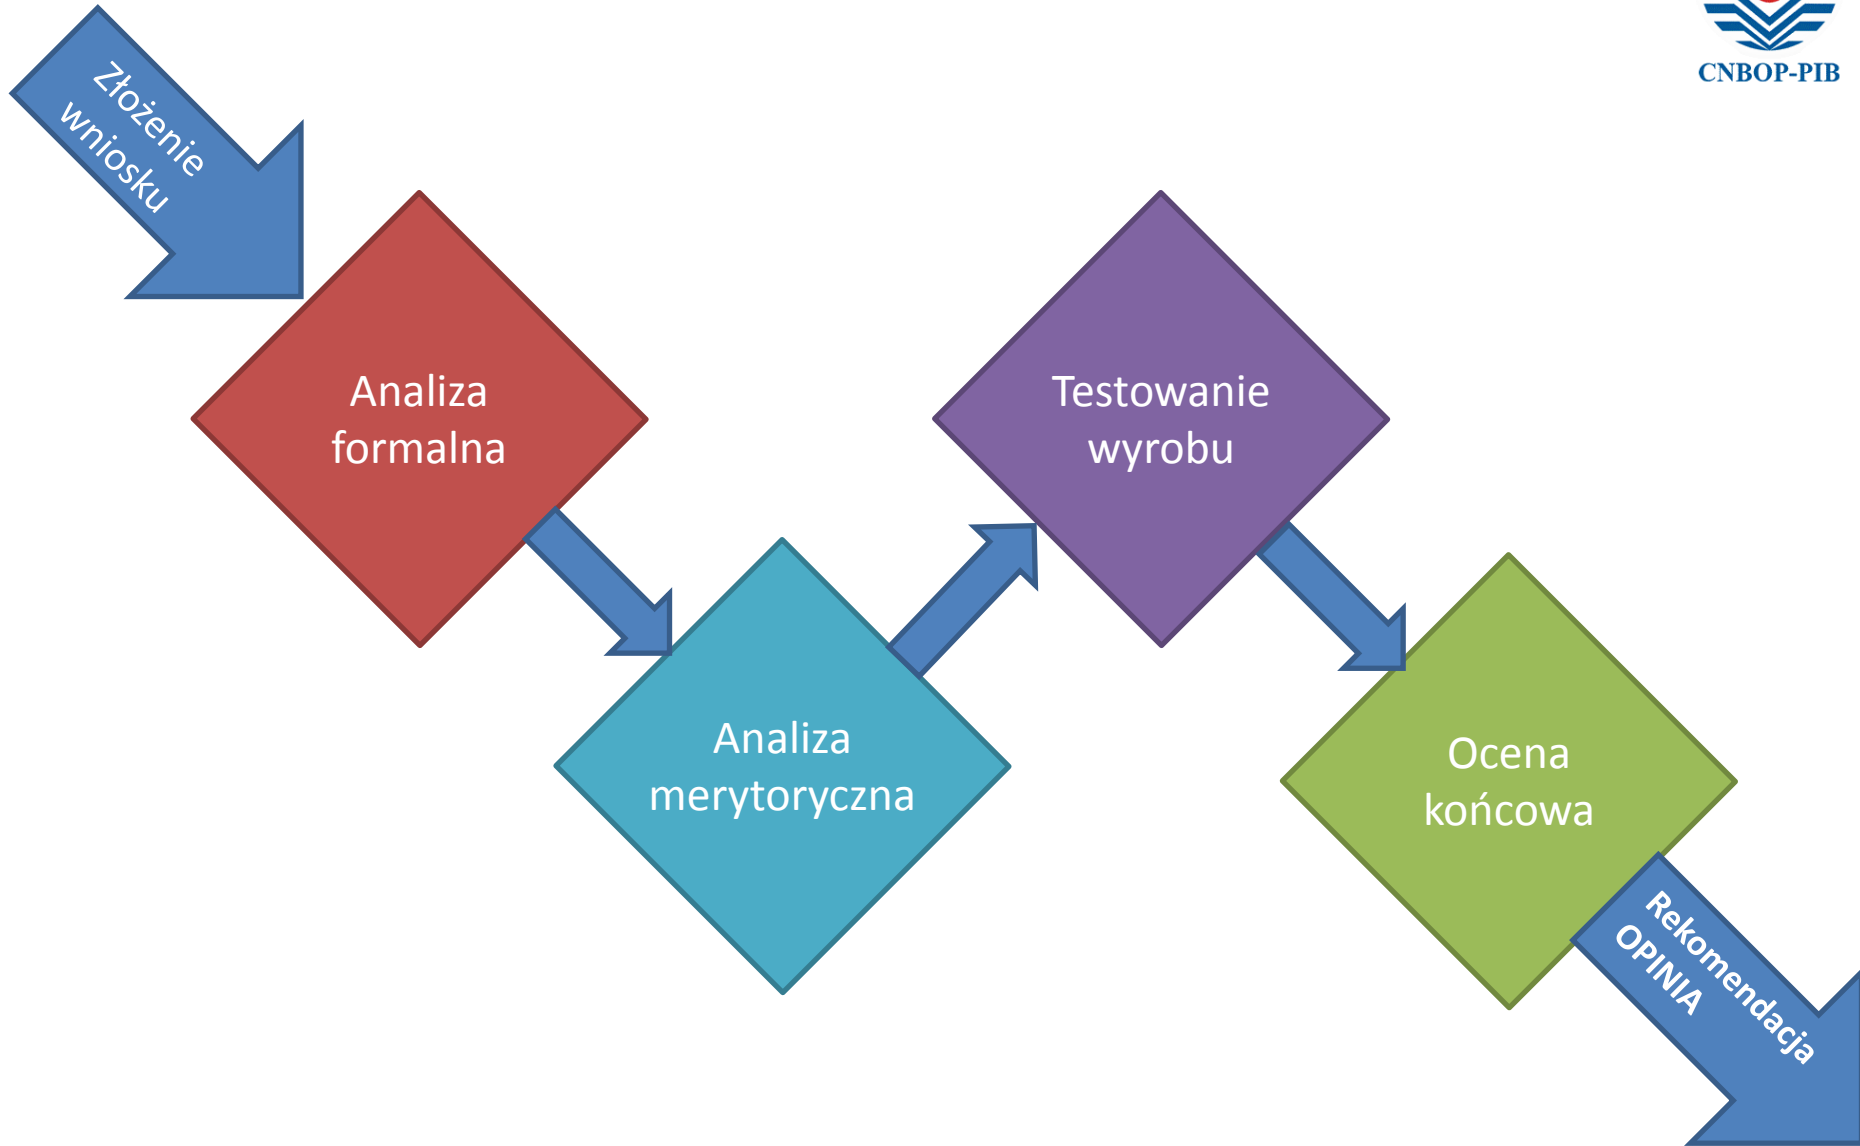 CNBOP-PIB
Złożenie
wniosku
Analiza
formalna
Analiza
merytoryczna
Testowanie
wyrobu
Ocena
końcowa
Rekomendacja
OPINIA